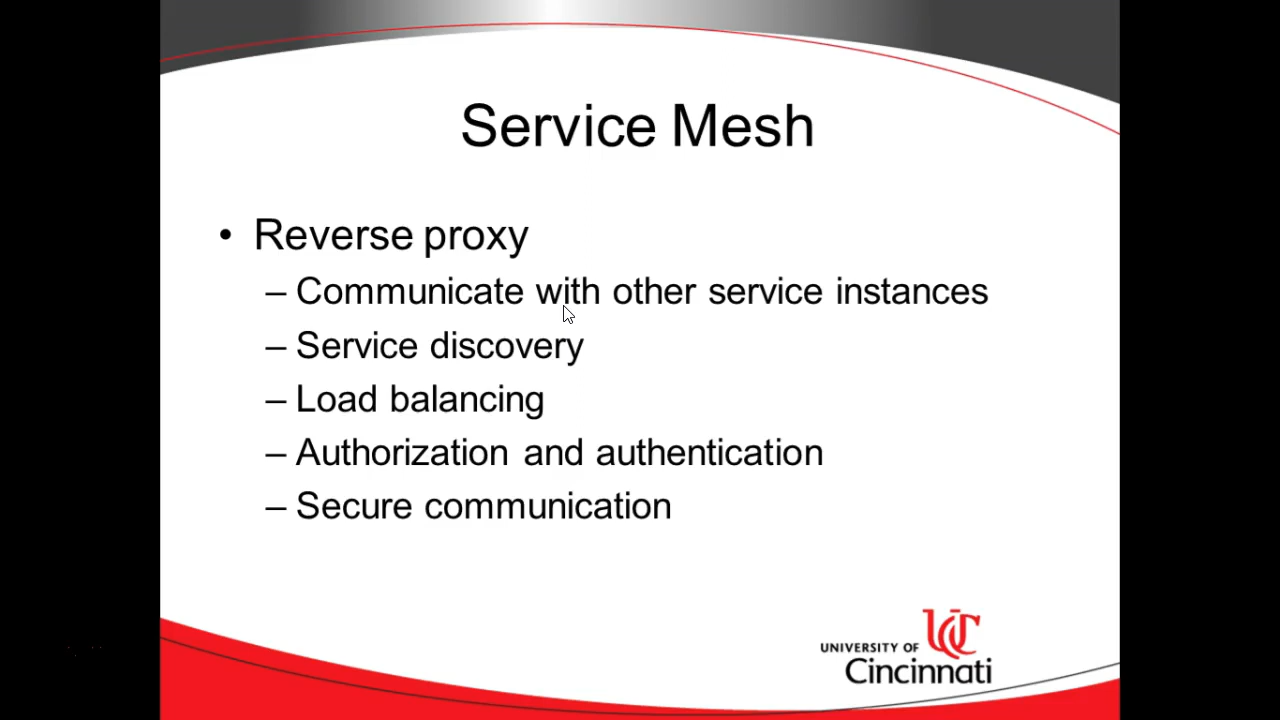 Service Mesh
• Reverse proxy
– Communicate with other service instances
– Service discovery
– Load balancing
– Authorization and authentication
– Secure communication
UC
UNIVERSITY OF
Cincinnati